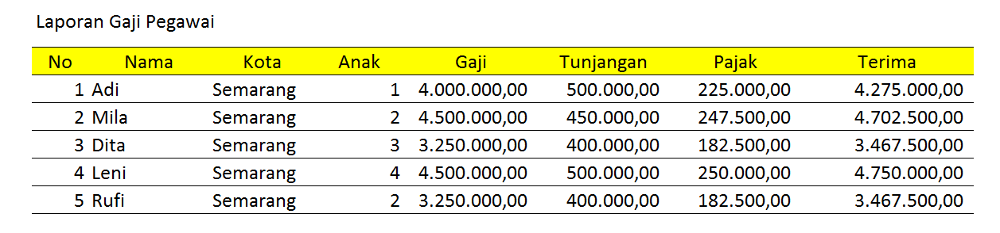 Laporan Gaji Pegawai
No Nama Kota Anak Gaji Tunjangan Pajak Terima
1 Adi Semarang 1 4.000.000,00 500.000,00 225.000,00 4.275.000,00
2 Mila Semarang 2 4.500.000,00 450.000,00 247.500,00 4.702.500,00
3 Dita Semarang 3 3.250.000,00 400.000,00 182.500,00 3.467.500,00
4 Leni Semarang 4 4.500.000,00 500.000,00 250.000,00 4.750.000,00
5 Rufi Semarang 2 3.250.000,00 400.000,00 182.500,00 3.467.500,00